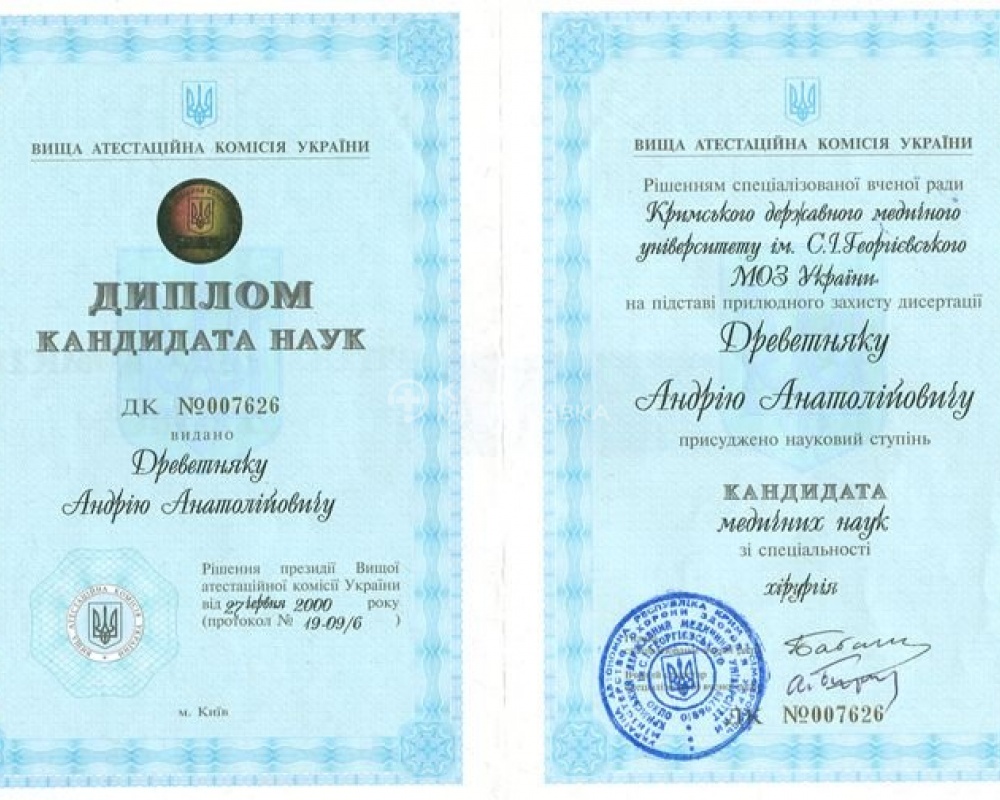 ВИЩА АТЕСТАЦІЙНА КОМІСІЯ УКРАЇНИ
ДИПЛОМ
КАНДИДАТА НАУК
ДК №007626
видано
Древетняку
Андрію Анатолійовичу
Рішення президії Вищої
атестаційної комісії України
від 27 червня 2000 року
(протокол № 19-09/6 )
м. Київ
ВИЩА АТЕСТАЦІЙНА КОМІСІЯ УКРАЇНИ
Рішенням спеціалізованої вченої ради
Кримського державного медичного
університету ім. С.І.Георгієвського
МОЗ України
на підставі прилюдного захисту дисертації
Древетняку
Андрію Анатолійовичу
присуджено науковий ступінь
КАНДИДАТА
медичних наук
зі спеціальності
хірургія
ДК №007626